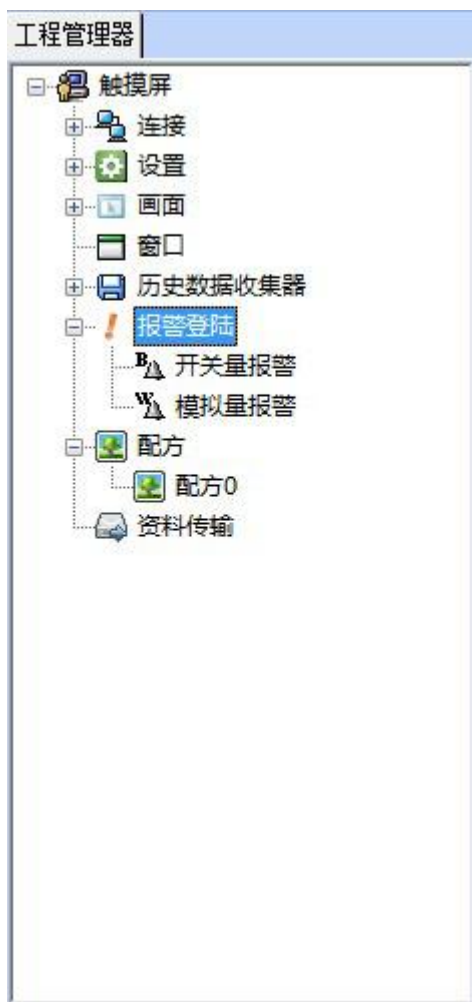 工程管理器
触摸屏
连接
设置
画面
窗口
历史数据收集器
报警登陆
B 开关量报警
W 模拟量报警
配方
配方0
资料传输